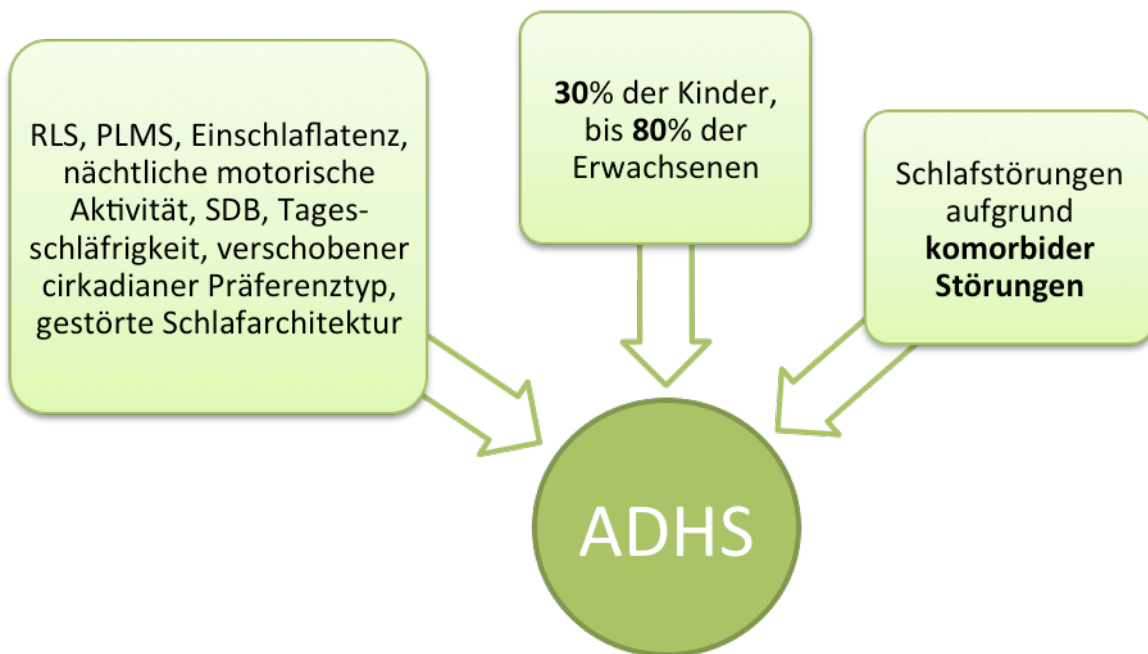 RLS, PLMS, Einschlaflatenz,
nächtliche motorische
Aktivität, SDB, Tages-
schläfrigkeit, verschobener
cirkadianer Präferenztyp,
gestörte Schlafarchitektur
30% der Kinder,
bis 80% der
Erwachsenen
Schlafstörungen
aufgrund
komorbider
Störungen
ADHS